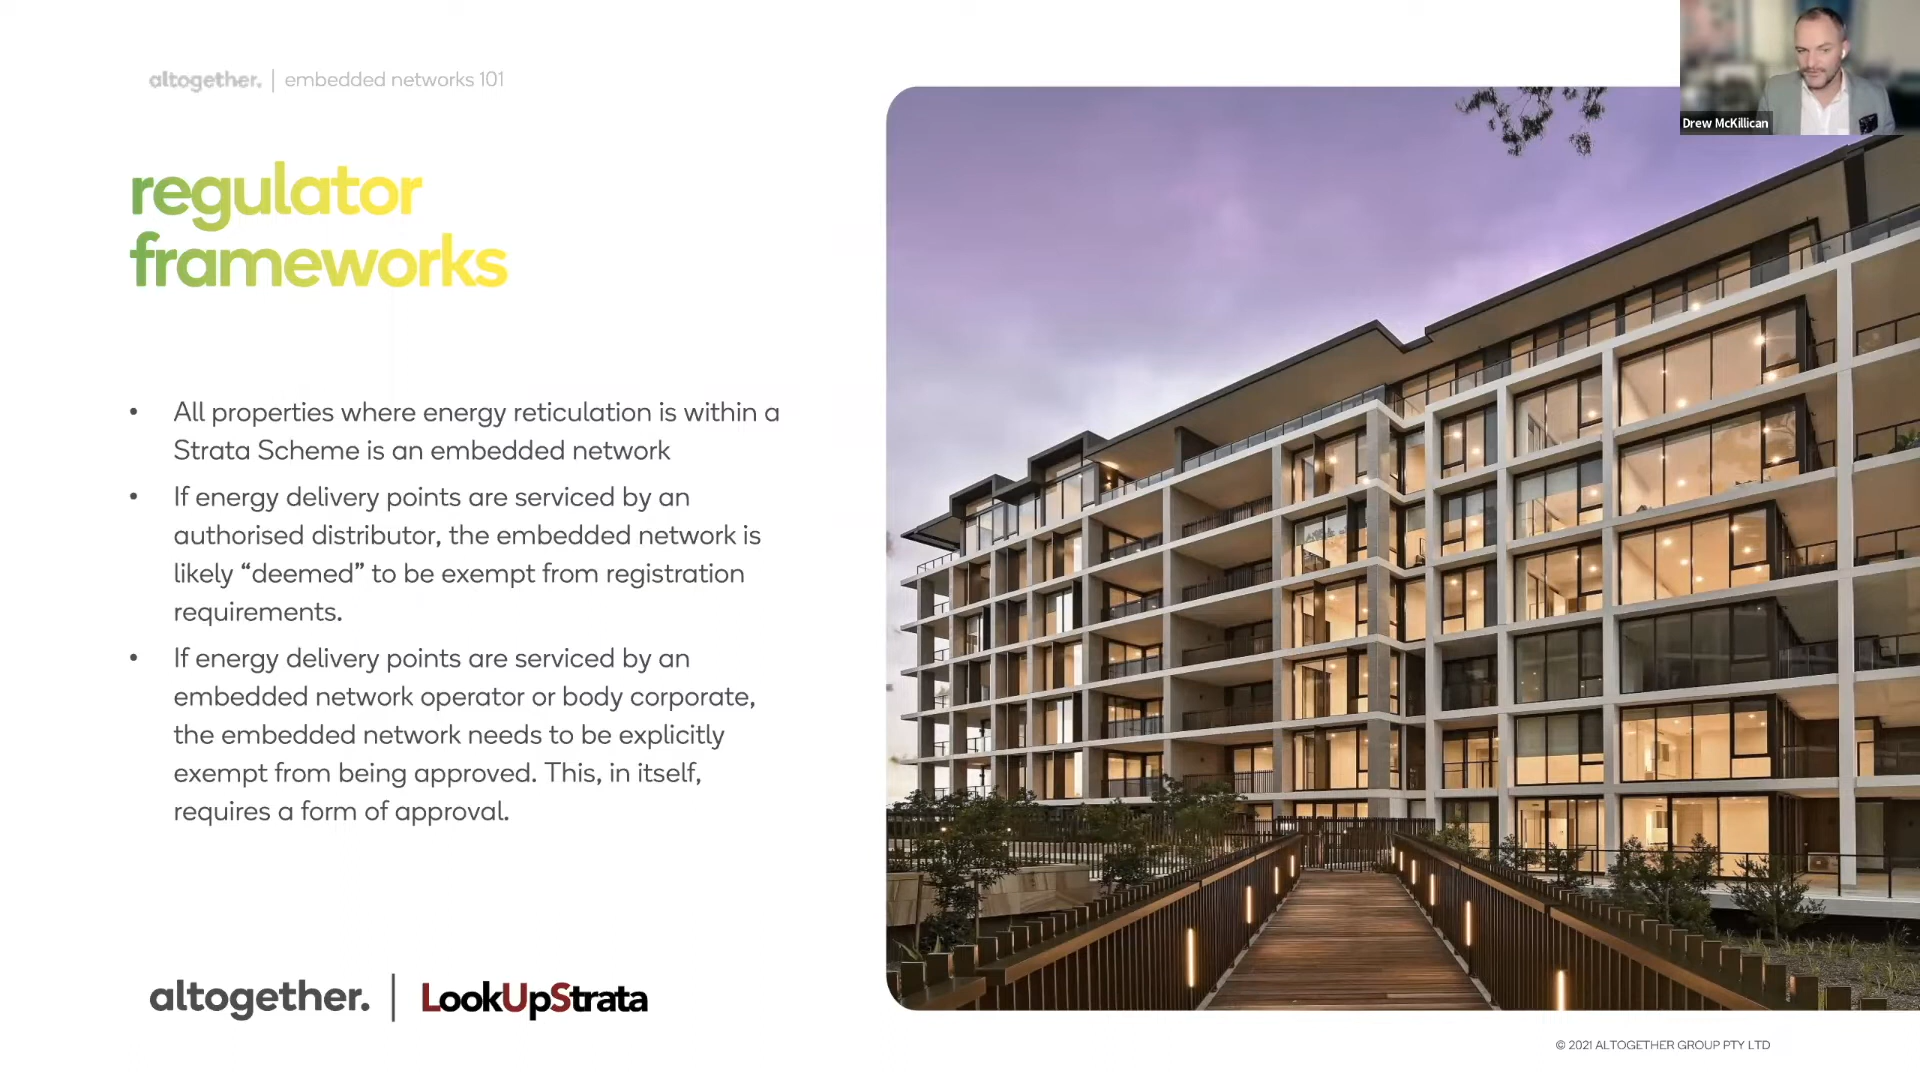 altogether. | embedded networks 101
Drew McKillican
regulator
frameworks
• All properties where energy reticulation is within a
Strata Scheme is an embedded network
• If energy delivery points are serviced by an
authorised distributor, the embedded network is
likely “deemed” to be exempt from registration
requirements.
• If energy delivery points are serviced by an
embedded network operator or body corporate,
the embedded network needs to be explicitly
exempt from being approved. This, in itself,
requires a form of approval.
altogether. | LookUpStrata
© 2021 ALTOGETHER GROUP PTY LTD